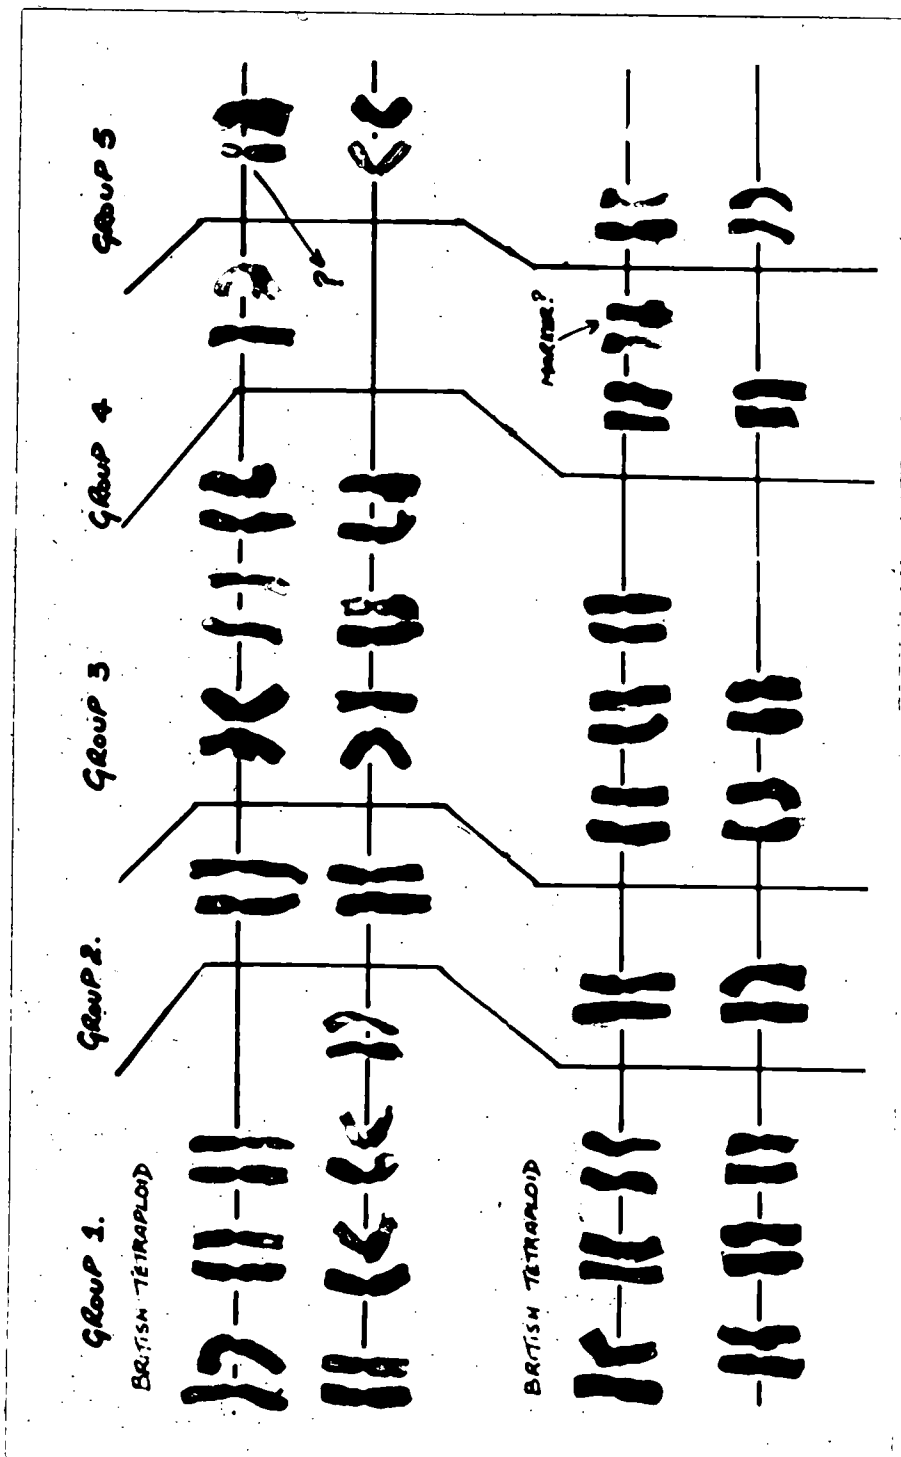 GROUP 1.
GROUP 2.
GROUP 3
GROUP 4
GROUP 5
BRITISH TETRAPLOID
?
BRITISH TETRAPLOID
MARKER?